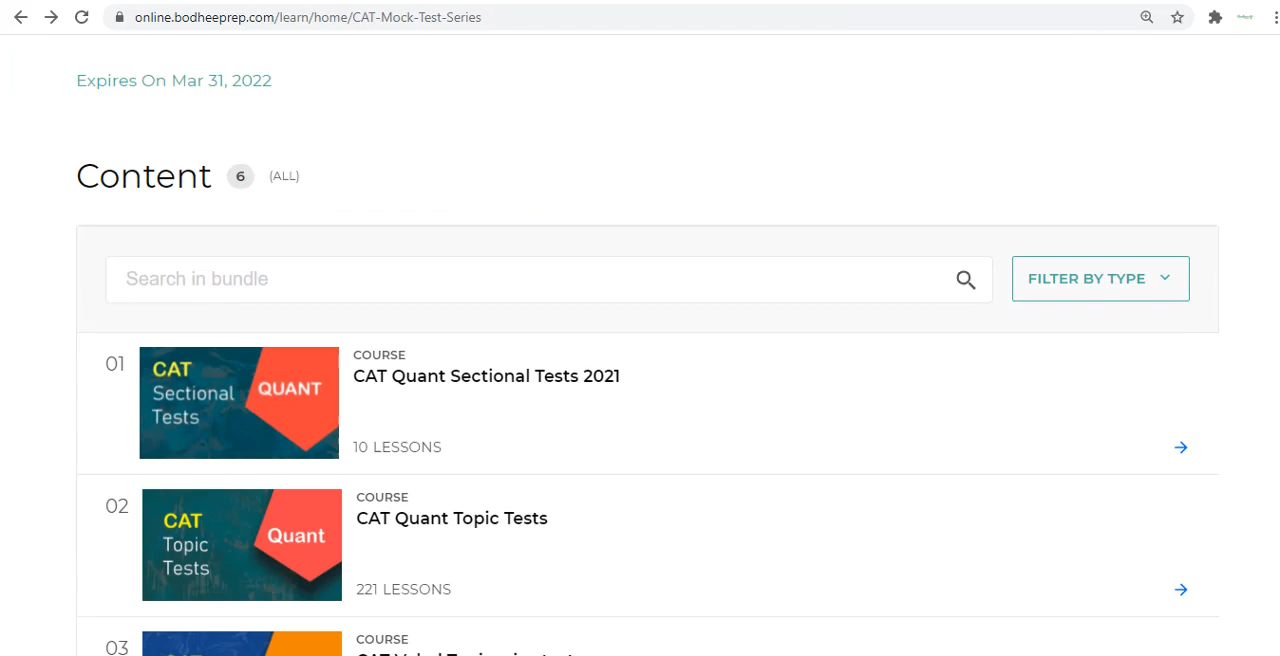 online.bodheeprep.com/learn/home/CAT-Mock-Test-Series
Expires On Mar 31, 2022
Content 6 (ALL)
Search in bundle
FILTER BY TYPE
01
CAT
Sectional
Tests
QUANT
COURSE
CAT Quant Sectional Tests 2021
10 LESSONS
02
CAT
Topic
Tests
Quant
COURSE
CAT Quant Topic Tests
221 LESSONS
03
COURSE